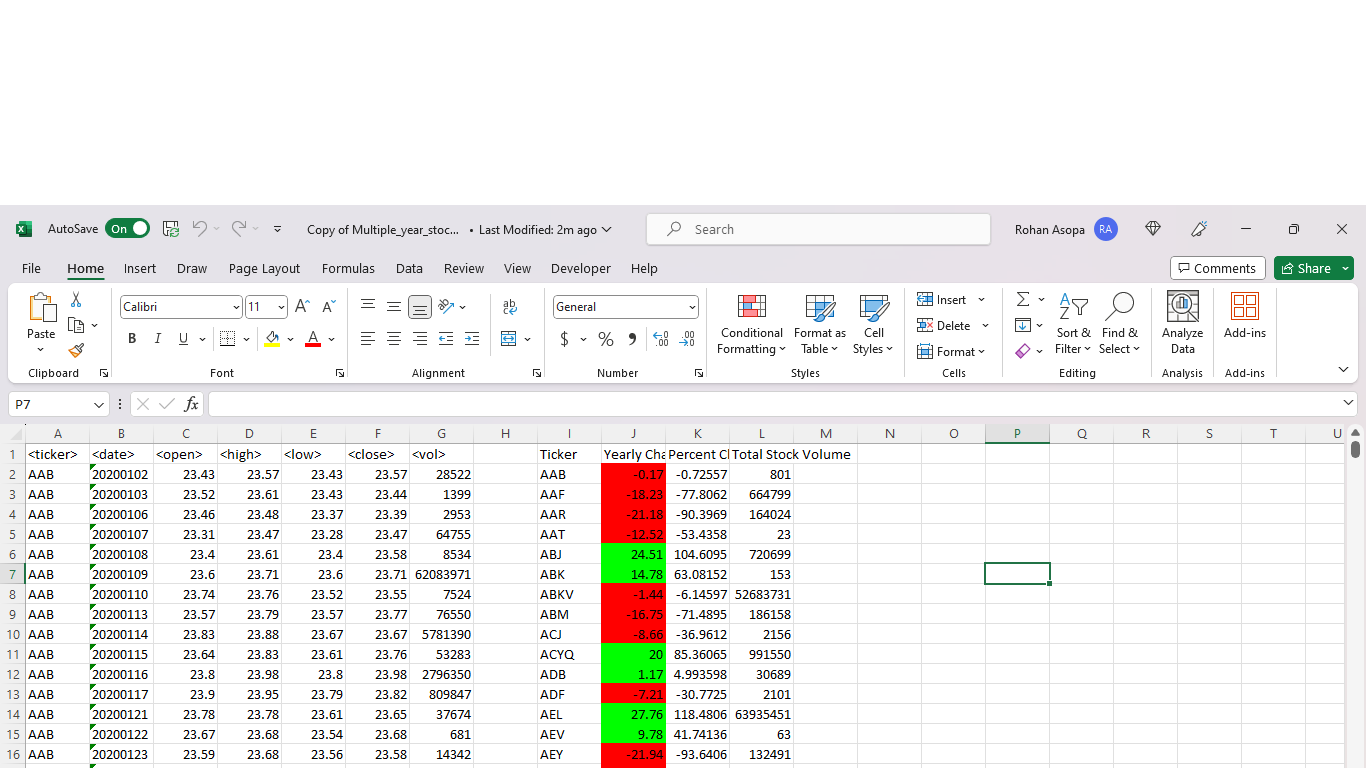 AutoSave On Copy of Multiple_year_stoc... • Last Modified: 2m ago Search Rohan Asopa RA
File Home Insert Draw Page Layout Formulas Data Review View Developer Help Comments Share
Paste Calibri 11 A A ab General Conditional Formatting Format as Table Cell Styles Insert Delete Format Sort & Filter Find & Select Analyze Data Add-ins
B I U A $ %
Clipboard Font Alignment Number Styles Cells Editing Analysis Add-ins
P7 fx
A B C D E F G H I J K L M N O P Q R S T U
1 <ticker> <date> <open> <high> <low> <close> <vol> Ticker Yearly Cha Percent Cl Total Stock Volume
2 AAB 20200102 23.43 23.57 23.43 23.57 28522 AAB -0.17 -0.72557 801
3 AAB 20200103 23.52 23.61 23.43 23.44 1399 AAF -18.23 -77.8062 664799
4 AAB 20200106 23.46 23.48 23.37 23.39 2953 AAR -21.18 -90.3969 164024
5 AAB 20200107 23.31 23.47 23.28 23.47 64755 AAT -12.52 -53.4358 23
6 AAB 20200108 23.4 23.61 23.4 23.58 8534 ABJ 24.51 104.6095 720699
7 AAB 20200109 23.6 23.71 23.6 23.71 62083971 ABK 14.78 63.08152 153
8 AAB 20200110 23.74 23.76 23.52 23.55 7524 ABKV -1.44 -6.14597 52683731
9 AAB 20200113 23.57 23.79 23.57 23.77 76550 ABM -16.75 -71.4895 186158
10 AAB 20200114 23.83 23.88 23.67 23.67 5781390 ACJ -8.66 -36.9612 2156
11 AAB 20200115 23.64 23.83 23.61 23.76 53283 ACYQ 20 85.36065 991550
12 AAB 20200116 23.8 23.98 23.8 23.98 2796350 ADB 1.17 4.993598 30689
13 AAB 20200117 23.9 23.95 23.79 23.82 809847 ADF -7.21 -30.7725 2101
14 AAB 20200121 23.78 23.78 23.61 23.65 37674 AEL 27.76 118.4806 63935451
15 AAB 20200122 23.67 23.68 23.54 23.68 681 AEV 9.78 41.74136 63
16 AAB 20200123 23.59 23.68 23.56 23.58 14342 AEY -21.94 -93.6406 132491